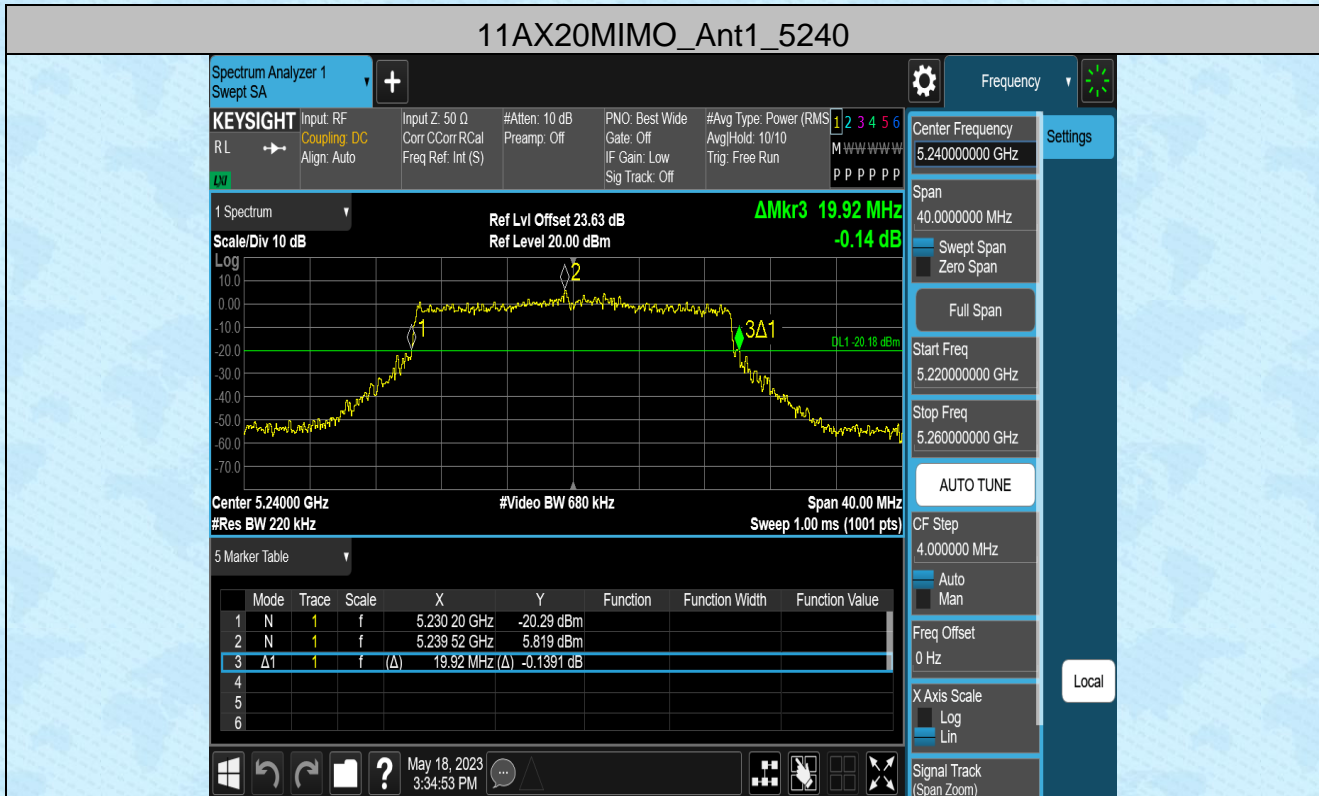 11AX20MIMO_Ant1_5240
Spectrum Analyzer 1
Swept SA
Frequency
KEYSIGHT
RL
LXI
Input: RF
Coupling: DC
Align: Auto
Input Z: 50 Ω
Corr CCorr RCal
Freq Ref: Int (S)
#Atten: 10 dB
Preamp: Off
PNO: Best Wide
Gate: Off
IF Gain: Low
Sig Track: Off
#Avg Type: Power (RMS
Avg|Hold: 10/10
Trig: Free Run
1 2 3 4 5 6
M W W W W W
P P P P P P
1 Spectrum
Scale/Div 10 dB
Ref Lvl Offset 23.63 dB
Ref Level 20.00 dBm
ΔMkr3 19.92 MHz
-0.14 dB
Log
10.0
0.00
-10.0
-20.0
-30.0
-40.0
-50.0
-60.0
-70.0
1
2
3Δ1
DL1 -20.18 dBm
Center 5.24000 GHz
#Video BW 680 kHz
Span 40.00 MHz
#Res BW 220 kHz
Sweep 1.00 ms (1001 pts)
5 Marker Table
Mode Trace Scale X Y Function Function Width Function Value
1 N 1 f 5.230 20 GHz -20.29 dBm
2 N 1 f 5.239 52 GHz 5.819 dBm
3 Δ1 1 f (Δ) 19.92 MHz (Δ) -0.1391 dB
4
5
6
?
May 18, 2023
3:34:53 PM
Settings
Center Frequency
5.240000000 GHz
Span
40.0000000 MHz
Swept Span
Zero Span
Full Span
Start Freq
5.220000000 GHz
Stop Freq
5.260000000 GHz
AUTO TUNE
CF Step
4.000000 MHz
Auto
Man
Freq Offset
0 Hz
X Axis Scale
Log
Lin
Signal Track
(Span Zoom)
Local